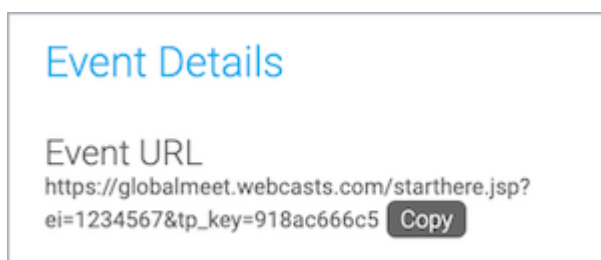 Event Details
Event URL
https://globalmeet.webcasts.com/starthere.jsp?
ei=1234567&tp_key=918ac666c5 Copy